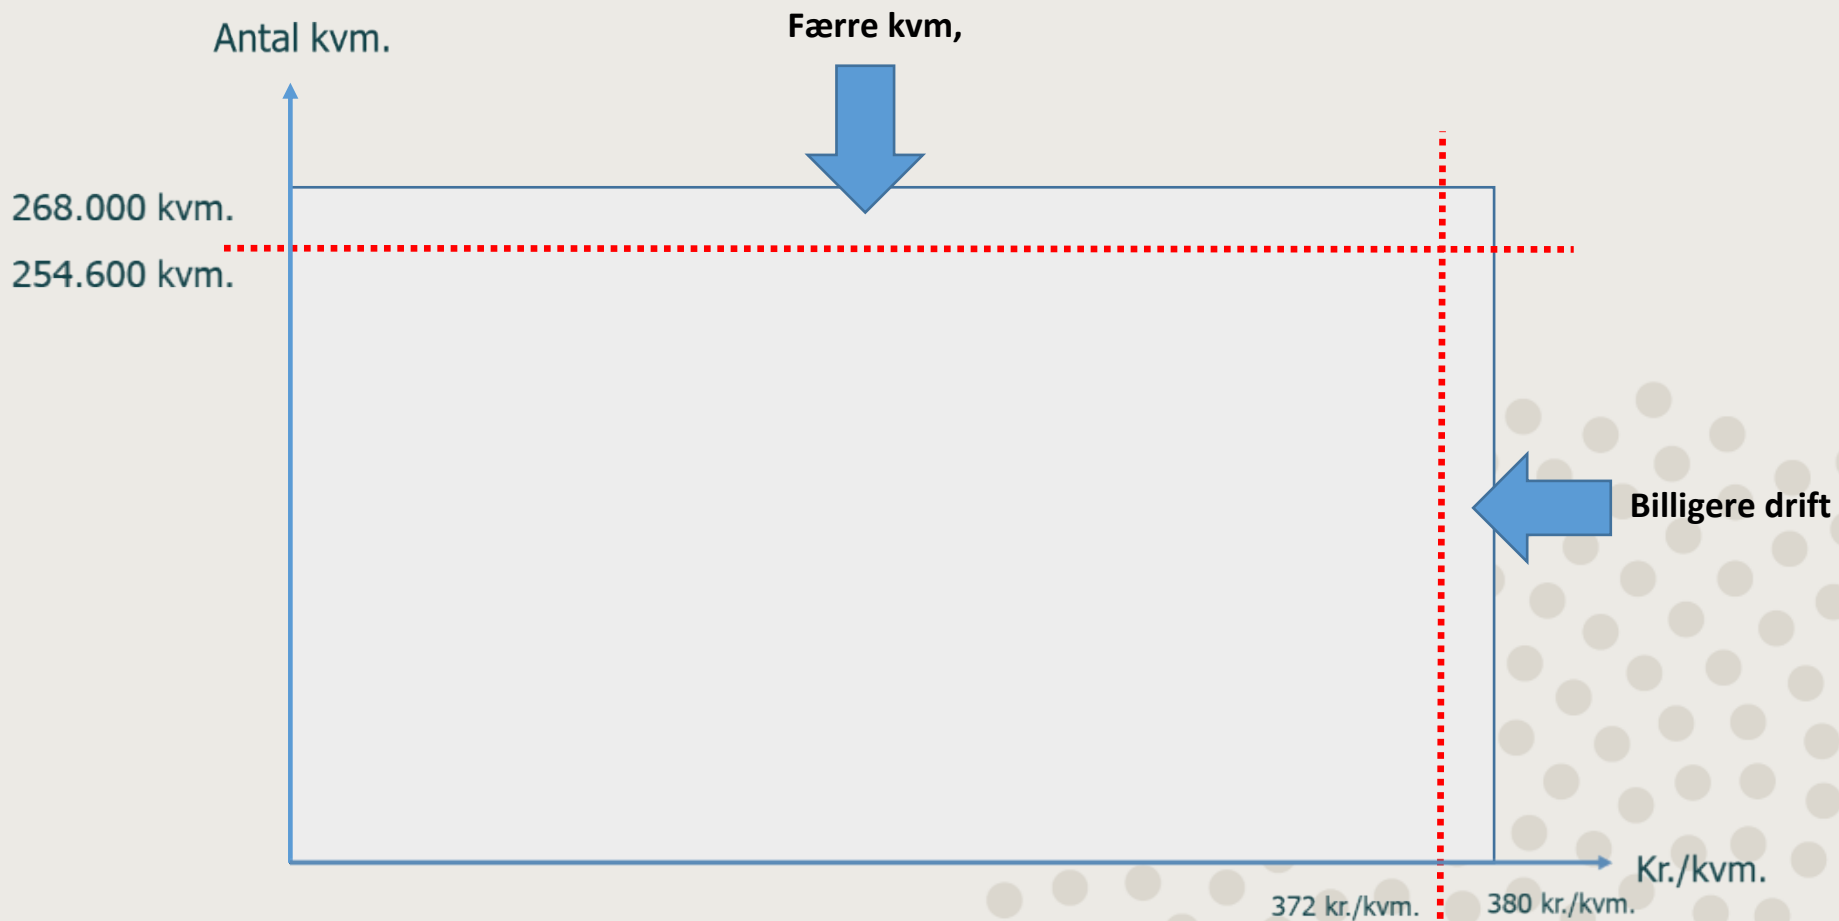 Færre kvm,
Antal kvm.
268.000 kvm.
254.600 kvm.
Billigere drift
Kr./kvm.
372 kr./kvm.
380 kr./kvm.